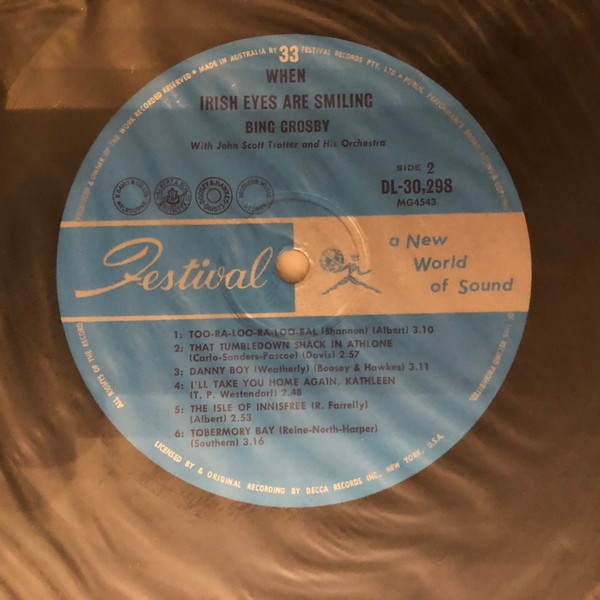 33
MADE IN AUSTRALIA BY FESTIVAL RECORDS PTY. LTD
OF THE WORK RECORDED RESERVED
PUBLIC PERFORMANCE
WHEN
IRISH EYES ARE SMILING
BING CROSBY
With John Scott Trotter and His Orchestra
SIDE 2
DL-30,298
MG4543
Festival
a New
World
of Sound
1: TOO-RA-LOO-RA-LOO-RAL (Shannon) (Albert) 3.10
2: THAT TUMBLEDOWN SHACK IN ATHLONE
(Carlo-Sanders-Pascoe) (Davis) 2.57
3: DANNY BOY (Weatherly) (Boosey & Hawkes) 3.11
4: I'LL TAKE YOU HOME AGAIN, KATHLEEN
(T. P. Westendorf) 2.48
5: THE ISLE OF INNISFREE (R. Farrelly)
(Albert) 2.53
6: TOBERMORY BAY (Reine-North-Harper)
(Southern) 3.16
ALL RIGHTS OF THE RECORD
LICENSED BY & ORIGINAL RECORDING BY DECCA RECORDS INC., NEW YORK, U.S.A.